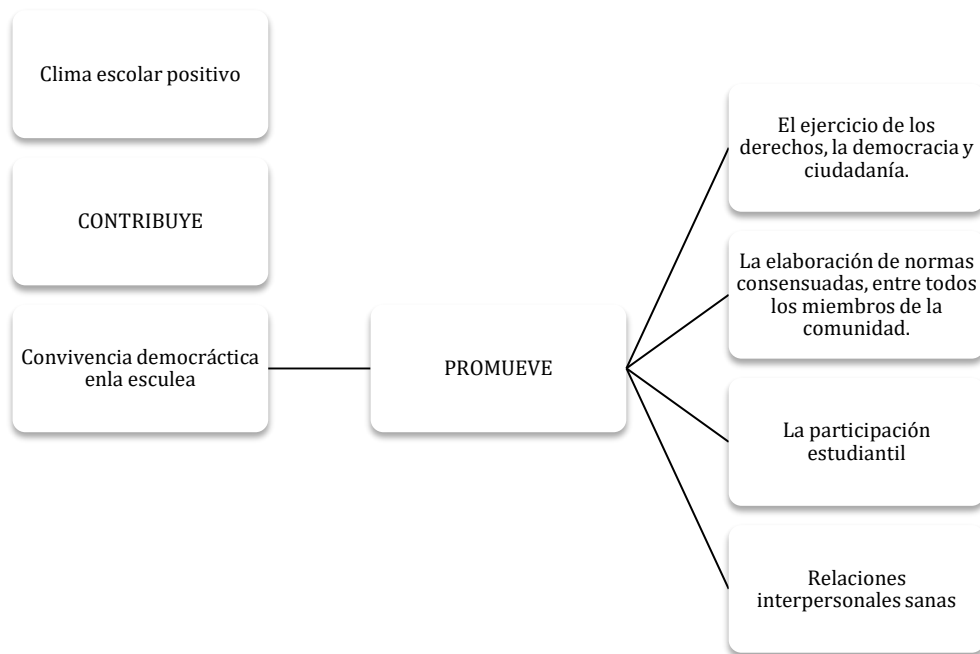 Clima escolar positivo
CONTRIBUYE
Convivencia democráctica
enla esculea
PROMUEVE
El ejercicio de los
derechos, la democracia y
ciudadanía.
La elaboración de normas
consensuadas, entre todos
los miembros de la
comunidad.
La participación
estudiantil
Relaciones
interpersonales sanas